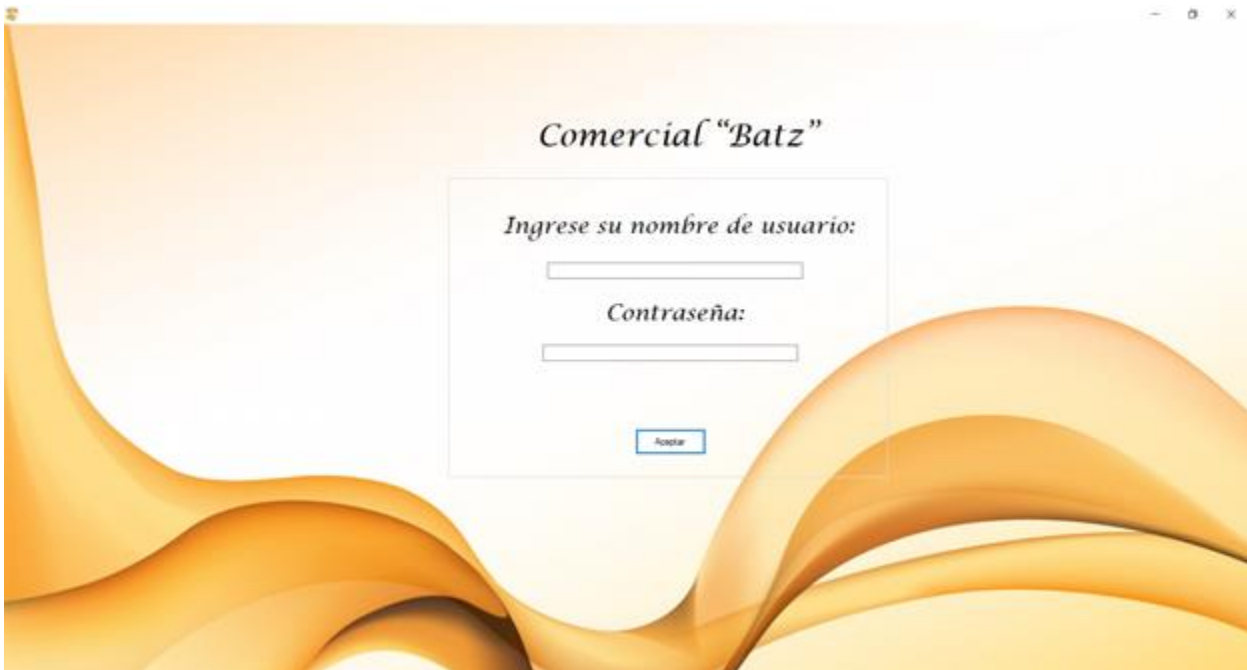 Comercial “Batz”
Ingrese su nombre de usuario:
Contraseña:
Aceptar